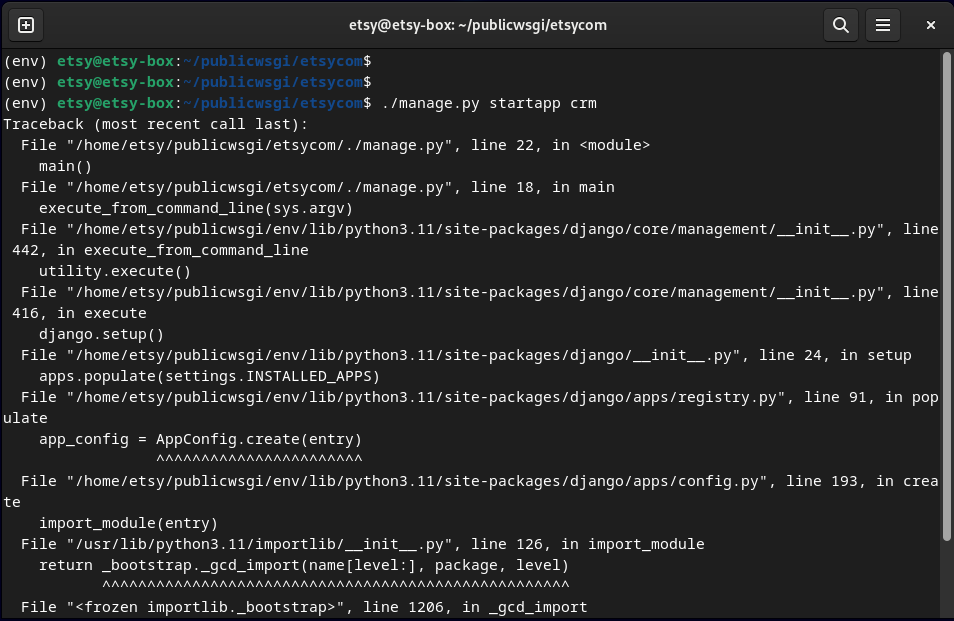 etsy@etsy-box: ~/publicwsgi/etsycom
(env) etsy@etsy-box:~/publicwsgi/etsycom$
(env) etsy@etsy-box:~/publicwsgi/etsycom$
(env) etsy@etsy-box:~/publicwsgi/etsycom$ ./manage.py startapp crm
Traceback (most recent call last):
  File "/home/etsy/publicwsgi/etsycom/./manage.py", line 22, in <module>
    main()
  File "/home/etsy/publicwsgi/etsycom/./manage.py", line 18, in main
    execute_from_command_line(sys.argv)
  File "/home/etsy/publicwsgi/env/lib/python3.11/site-packages/django/core/management/__init__.py", line
 442, in execute_from_command_line
    utility.execute()
  File "/home/etsy/publicwsgi/env/lib/python3.11/site-packages/django/core/management/__init__.py", line
 416, in execute
    django.setup()
  File "/home/etsy/publicwsgi/env/lib/python3.11/site-packages/django/__init__.py", line 24, in setup
    apps.populate(settings.INSTALLED_APPS)
  File "/home/etsy/publicwsgi/env/lib/python3.11/site-packages/django/apps/registry.py", line 91, in pop
ulate
    app_config = AppConfig.create(entry)
                 ^^^^^^^^^^^^^^^^^^^^^^^
  File "/home/etsy/publicwsgi/env/lib/python3.11/site-packages/django/apps/config.py", line 193, in crea
te
    import_module(entry)
  File "/usr/lib/python3.11/importlib/__init__.py", line 126, in import_module
    return _bootstrap._gcd_import(name[level:], package, level)
           ^^^^^^^^^^^^^^^^^^^^^^^^^^^^^^^^^^^^^^^^^^^^^^^^^^^^
  File "<frozen importlib._bootstrap>", line 1206, in _gcd_import